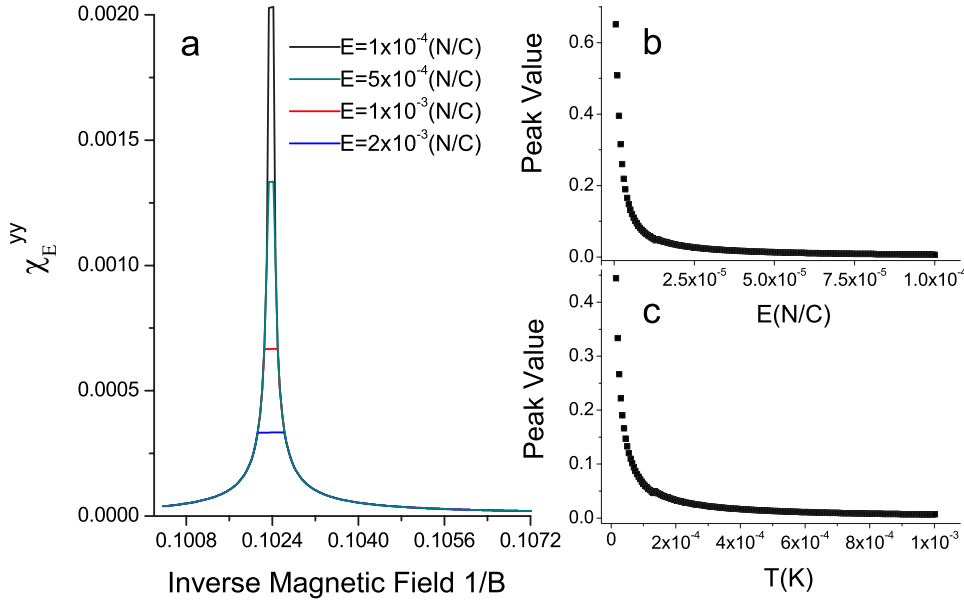 a
E=1x10⁻⁴(N/C)
E=5x10⁻⁴(N/C)
E=1x10⁻³(N/C)
E=2x10⁻³(N/C)
χ_E^yy
0.0020
0.0015
0.0010
0.0005
0.0000
0.1008 0.1024 0.1040 0.1056 0.1072
Inverse Magnetic Field 1/B
b
Peak Value
0.6
0.4
0.2
0.0
2.5x10⁻⁵ 5.0x10⁻⁵ 7.5x10⁻⁵ 1.0x10⁻⁴
E(N/C)
c
Peak Value
0.4
0.3
0.2
0.1
0.0
0 2x10⁻⁴ 4x10⁻⁴ 6x10⁻⁴ 8x10⁻⁴ 1x10⁻³
T(K)